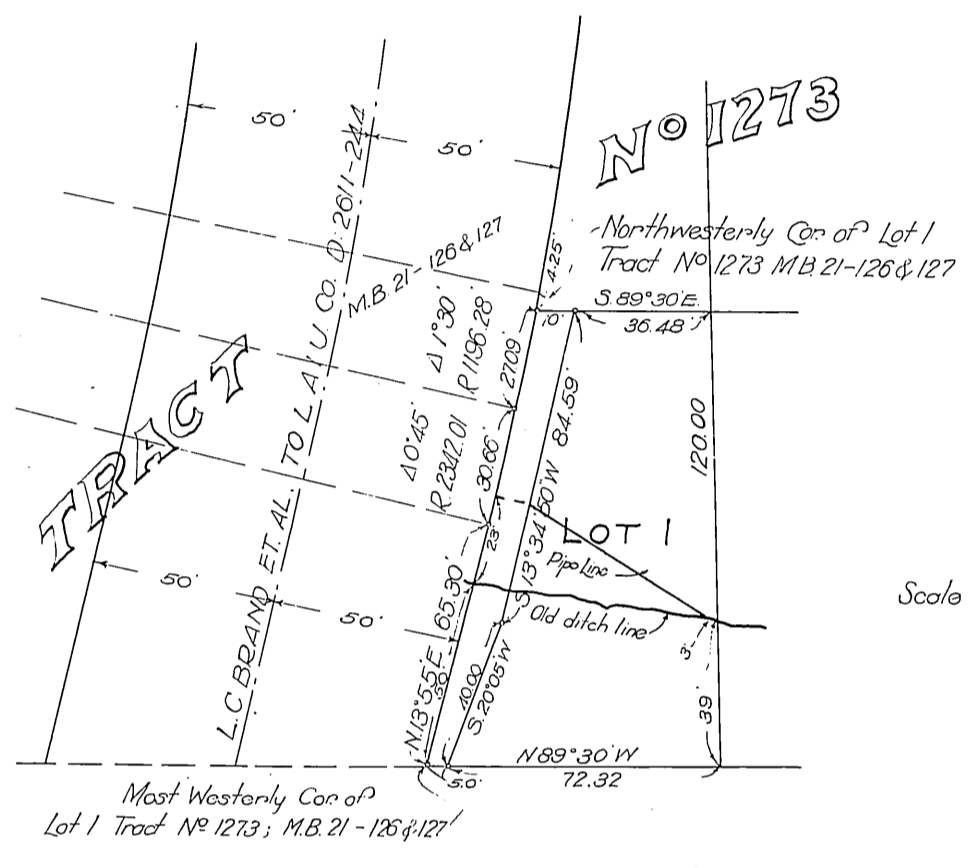 TRACT
Nº 1273
50'
50'
L.C. BRAND ET. AL. TO L A I U. CO. D. 2611-244
M.B. 21-126 & 127
Northwesterly Cor. of Lot 1
Tract Nº 1273 M.B. 21-126 & 127
4.25'
S. 89°30' E.
10'
36.48'
Δ 1°30'
R. 1196.28'
27.09'
Δ 0°45'
R. 2342.01
30.66'
84.59'
120.00
S. 13°34'50" W
LOT 1
Pipe Line
23'
Old ditch line
Scale
50'
50'
N. 13°55' E 65.30'
50'
40.00
S. 20°05' W
3'
39'
N 89°30' W
72.32
5.0'
Most Westerly Cor. of
Lot 1 Tract Nº 1273; M.B. 21-126 & 127